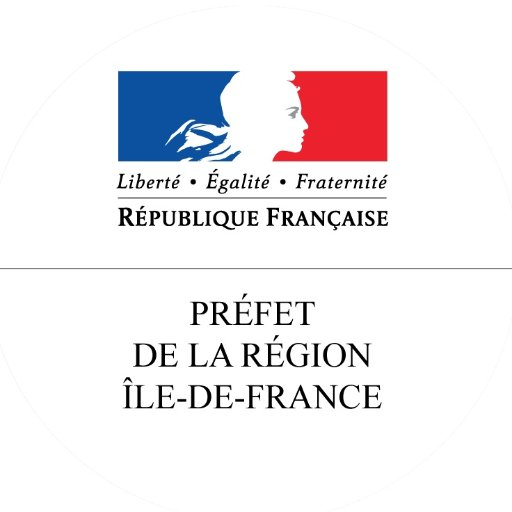 Liberté • Égalité • Fraternité
RÉPUBLIQUE FRANÇAISE
PRÉFET
DE LA RÉGION
ÎLE-DE-FRANCE